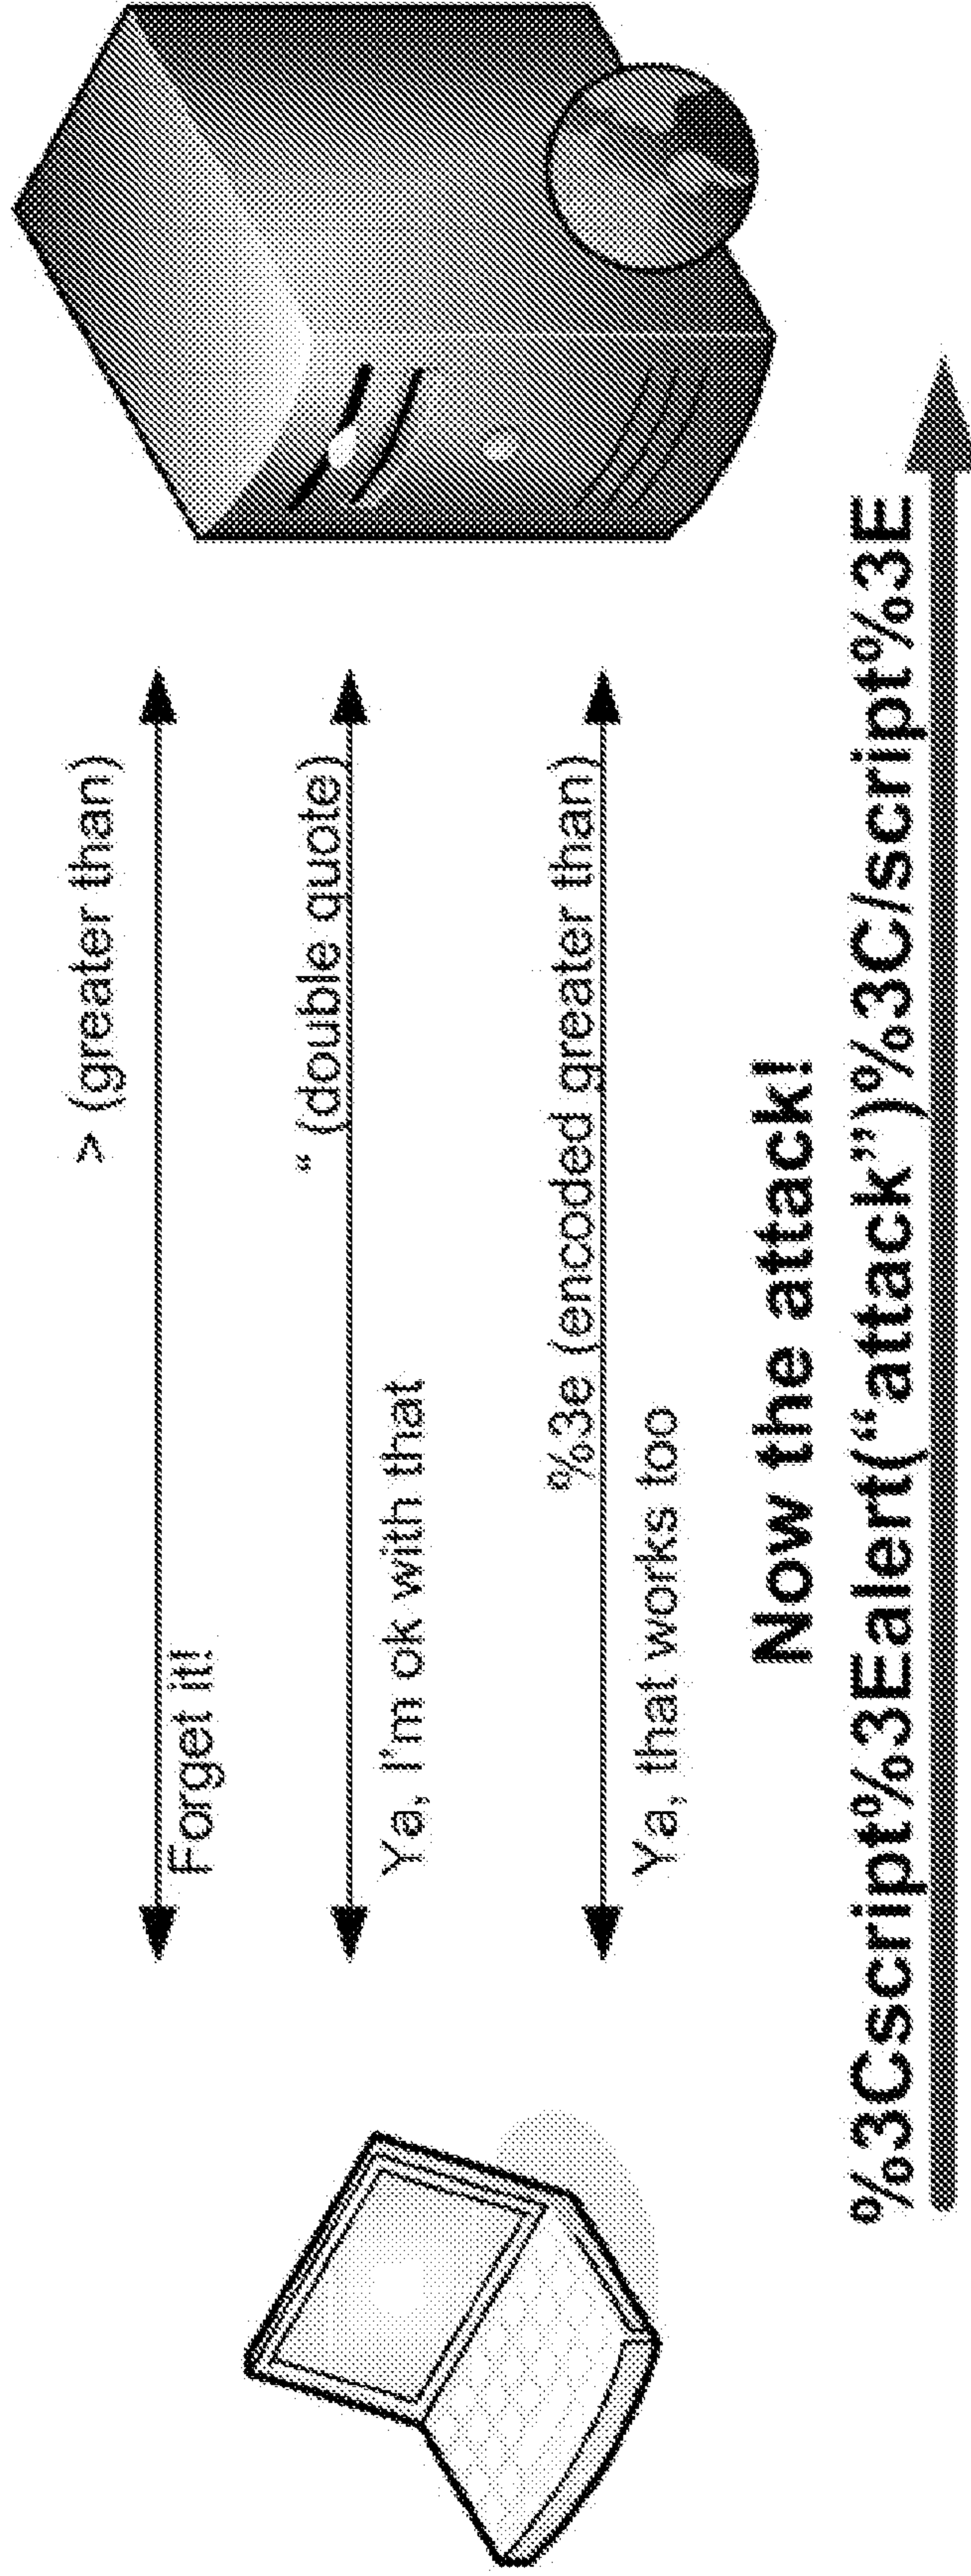 > (greater than)
Forget it!
“ (double quote)
Ya, I'm ok with that
%3e (encoded greater than)
Ya, that works too
Now the attack!
%3Cscript%3Ealert(“attack”)%3C/script%3E